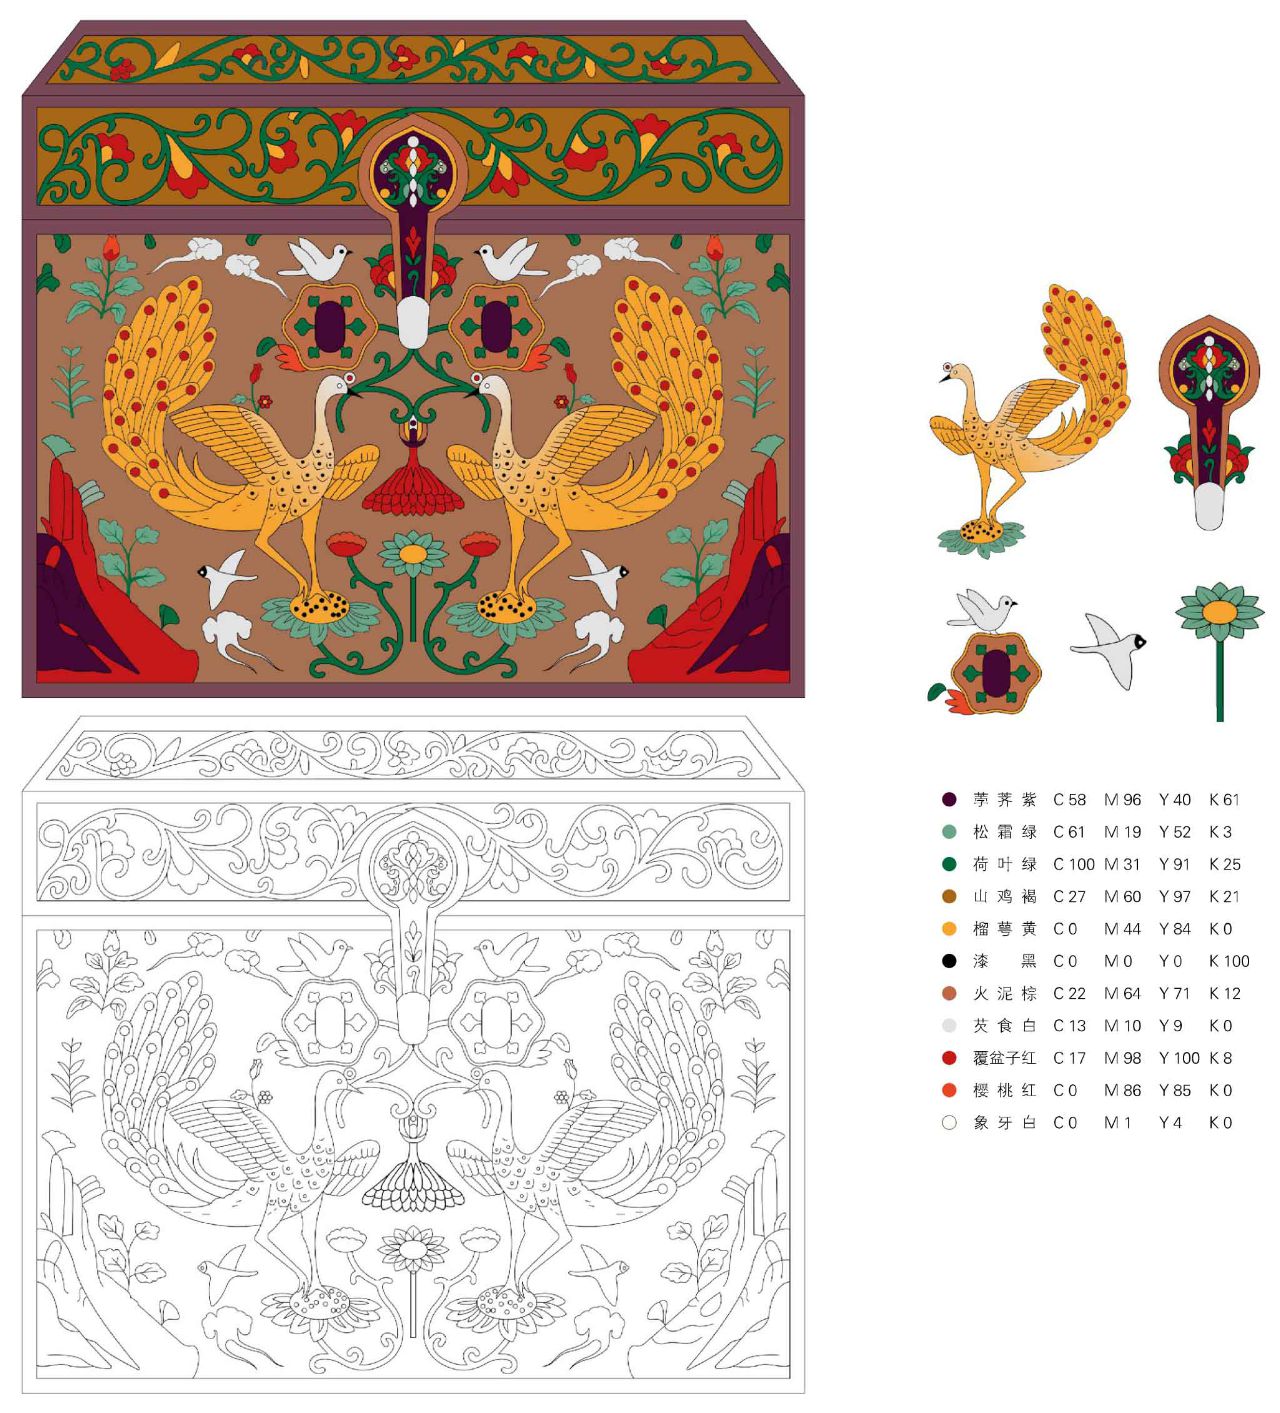 荸荠紫 C58 M96 Y40 K61
松霜绿 C61 M19 Y52 K3
荷叶绿 C100 M31 Y91 K25
山鸡褐 C27 M60 Y97 K21
榴萼黄 C0 M44 Y84 K0
漆黑 C0 M0 Y0 K100
火泥棕 C22 M64 Y71 K12
芡食白 C13 M10 Y9 K0
覆盆子红 C17 M98 Y100 K8
樱桃红 C0 M86 Y85 K0
象牙白 C0 M1 Y4 K0